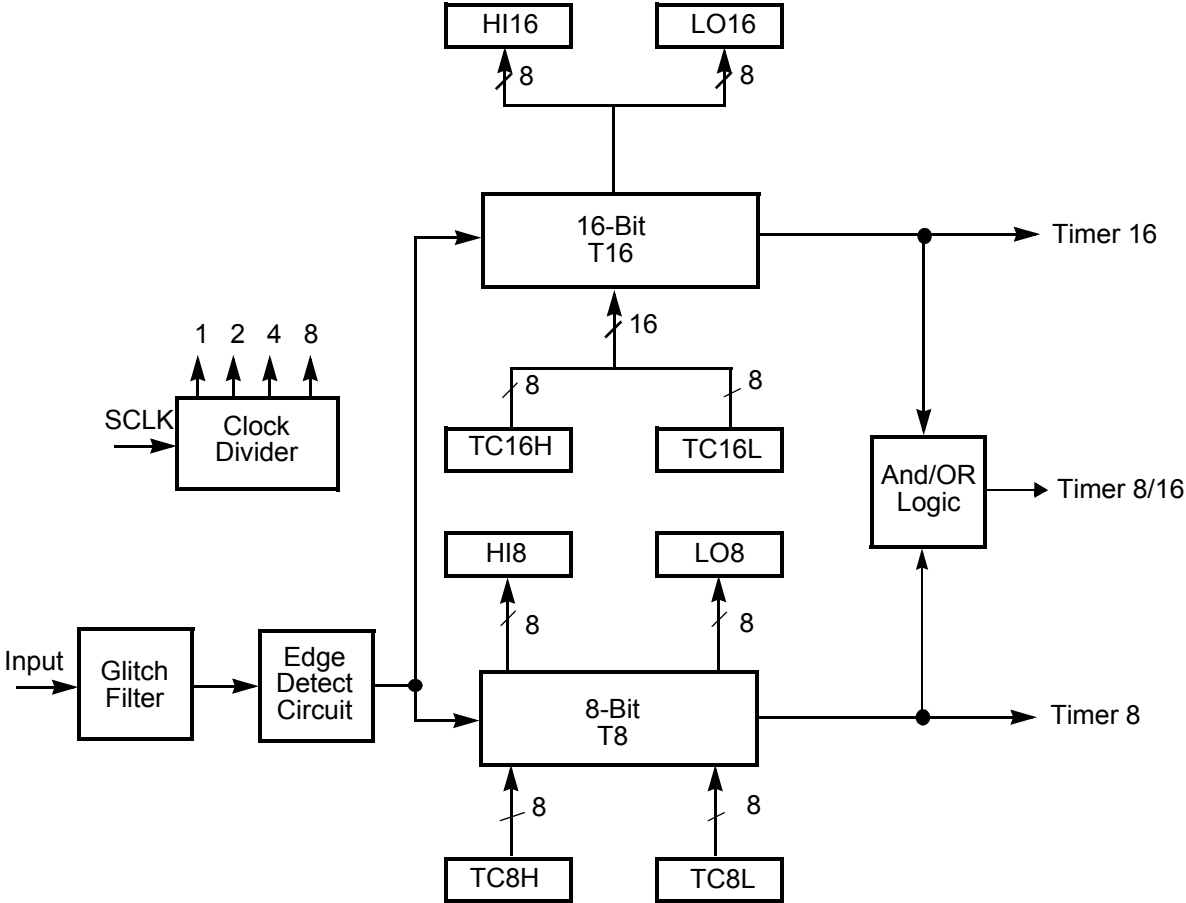 HI16
LO16
8
8
16-Bit
T16
Timer 16
16
1 2 4 8
8
8
SCLK
Clock
Divider
TC16H
TC16L
And/OR
Logic
Timer 8/16
HI8
LO8
8
8
Input
Glitch
Filter
Edge
Detect
Circuit
8-Bit
T8
Timer 8
8
8
TC8H
TC8L